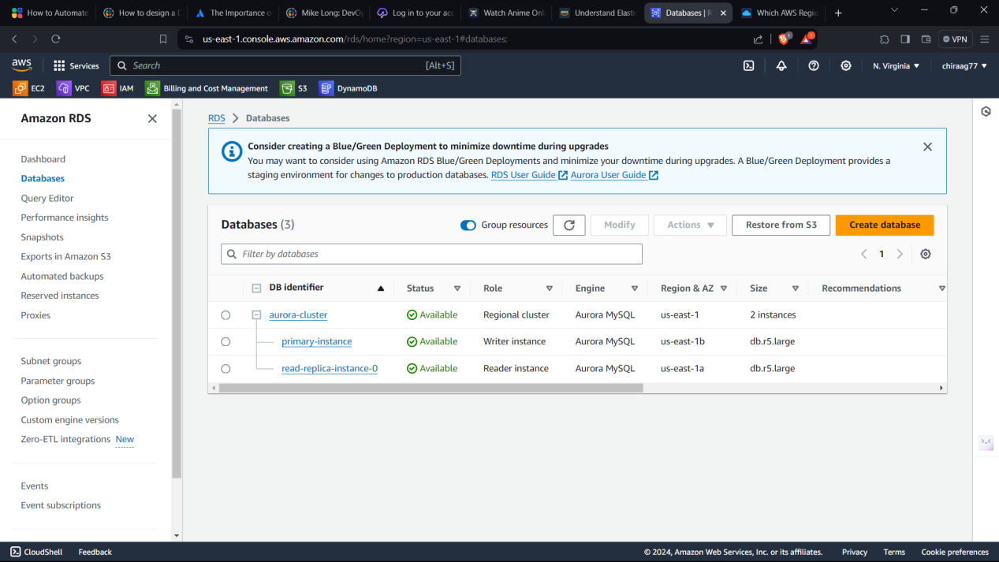 How to Automate
How to design a D
The Importance o
Mike Long: DevO
Log in to your acc
Watch Anime Onl
Understand Elasti
Databases | R
Which AWS Regio
us-east-1.console.aws.amazon.com/rds/home?region=us-east-1#databases:
1
1
VPN
aws
Services
Search
[Alt+S]
N. Virginia
chiraag77
EC2
VPC
IAM
Billing and Cost Management
S3
DynamoDB
Amazon RDS
Dashboard
Databases
Query Editor
Performance insights
Snapshots
Exports in Amazon S3
Automated backups
Reserved instances
Proxies
Subnet groups
Parameter groups
Option groups
Custom engine versions
Zero-ETL integrations New
Events
Event subscriptions
RDS > Databases
Consider creating a Blue/Green Deployment to minimize downtime during upgrades
You may want to consider using Amazon RDS Blue/Green Deployments and minimize your downtime during upgrades. A Blue/Green Deployment provides a
staging environment for changes to production databases. RDS User Guide Aurora User Guide
Databases (3)
Group resources
Modify
Actions
Restore from S3
Create database
Filter by databases
1
DB identifier Status Role Engine Region & AZ Size Recommendations
aurora-cluster Available Regional cluster Aurora MySQL us-east-1 2 instances
primary-instance Available Writer instance Aurora MySQL us-east-1b db.r5.large
read-replica-instance-0 Available Reader instance Aurora MySQL us-east-1a db.r5.large
CloudShell
Feedback
© 2024, Amazon Web Services, Inc. or its affiliates.
Privacy
Terms
Cookie preferences